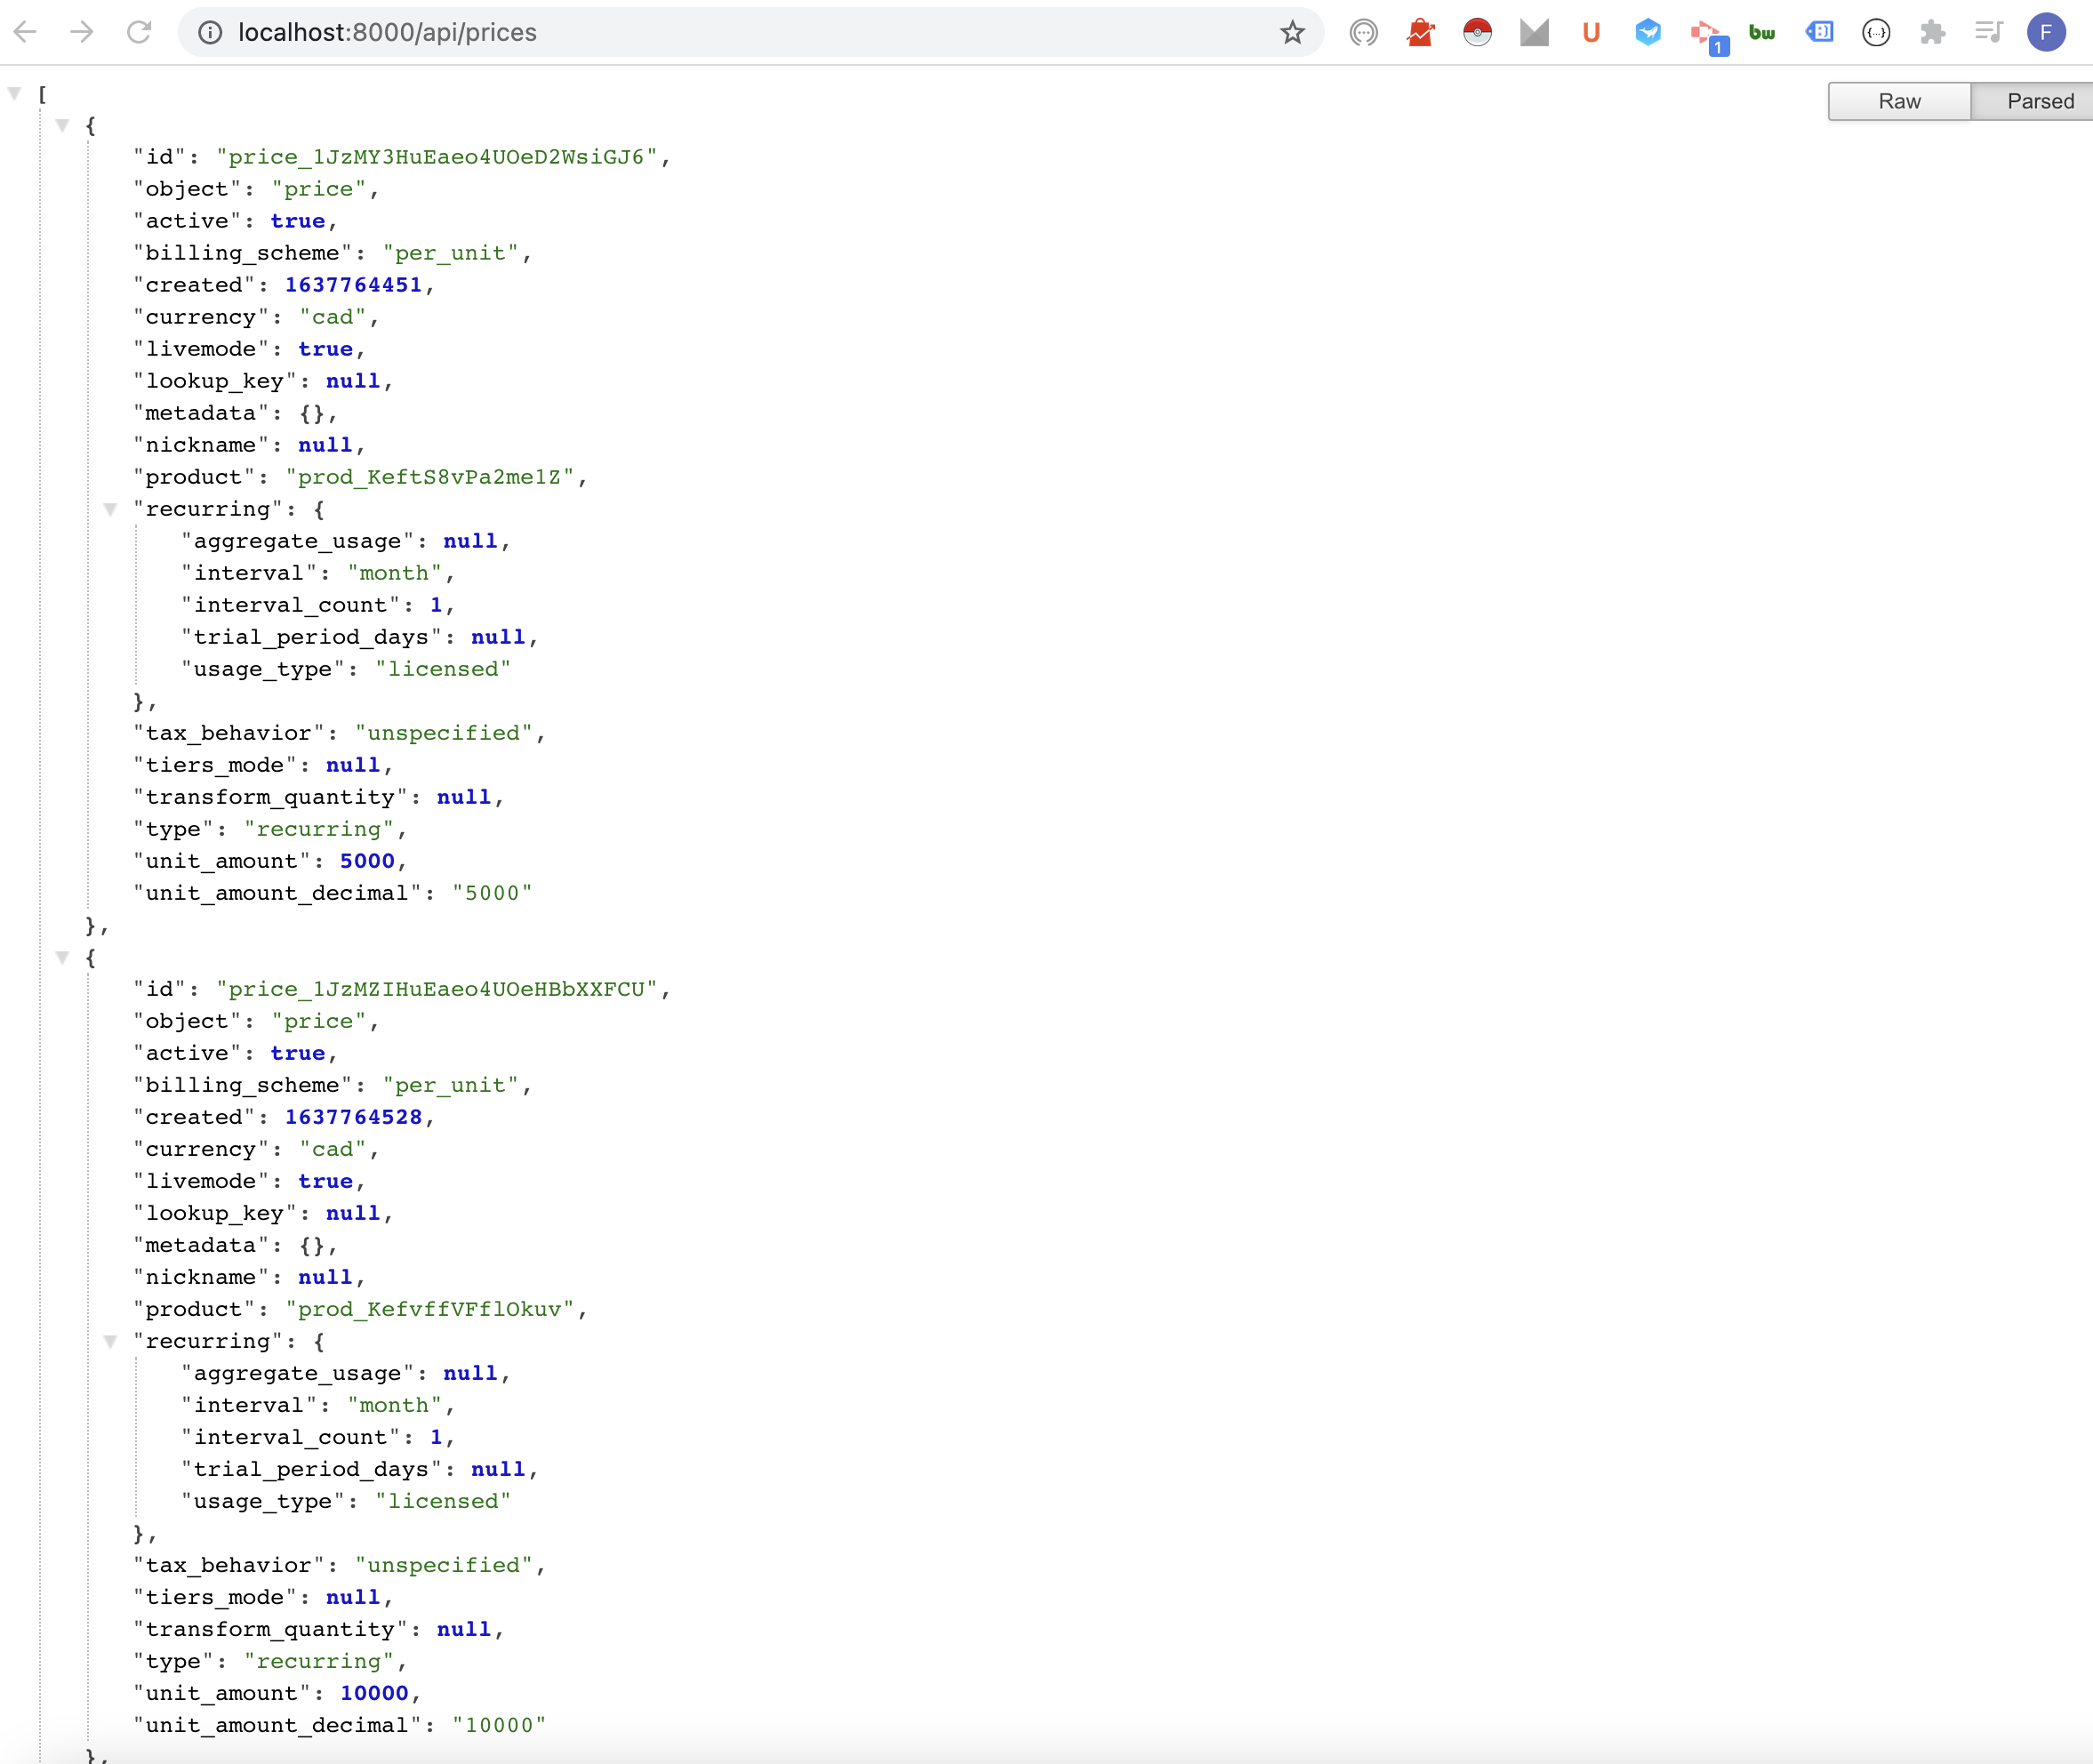 localhost:8000/api/prices
1
bw
U
F
Raw
Parsed
[
{
"id": "price_1JzMY3HuEaeo4UOeD2WsiGJ6",
"object": "price",
"active": true,
"billing_scheme": "per_unit",
"created": 1637764451,
"currency": "cad",
"livemode": true,
"lookup_key": null,
"metadata": {},
"nickname": null,
"product": "prod_KeftS8vPa2me1Z",
"recurring": {
"aggregate_usage": null,
"interval": "month",
"interval_count": 1,
"trial_period_days": null,
"usage_type": "licensed"
},
"tax_behavior": "unspecified",
"tiers_mode": null,
"transform_quantity": null,
"type": "recurring",
"unit_amount": 5000,
"unit_amount_decimal": "5000"
},
{
"id": "price_1JzMZIHuEaeo4UOeHBbXXFCU",
"object": "price",
"active": true,
"billing_scheme": "per_unit",
"created": 1637764528,
"currency": "cad",
"livemode": true,
"lookup_key": null,
"metadata": {},
"nickname": null,
"product": "prod_KefvffVFflOkuv",
"recurring": {
"aggregate_usage": null,
"interval": "month",
"interval_count": 1,
"trial_period_days": null,
"usage_type": "licensed"
},
"tax_behavior": "unspecified",
"tiers_mode": null,
"transform_quantity": null,
"type": "recurring",
"unit_amount": 10000,
"unit_amount_decimal": "10000"
},